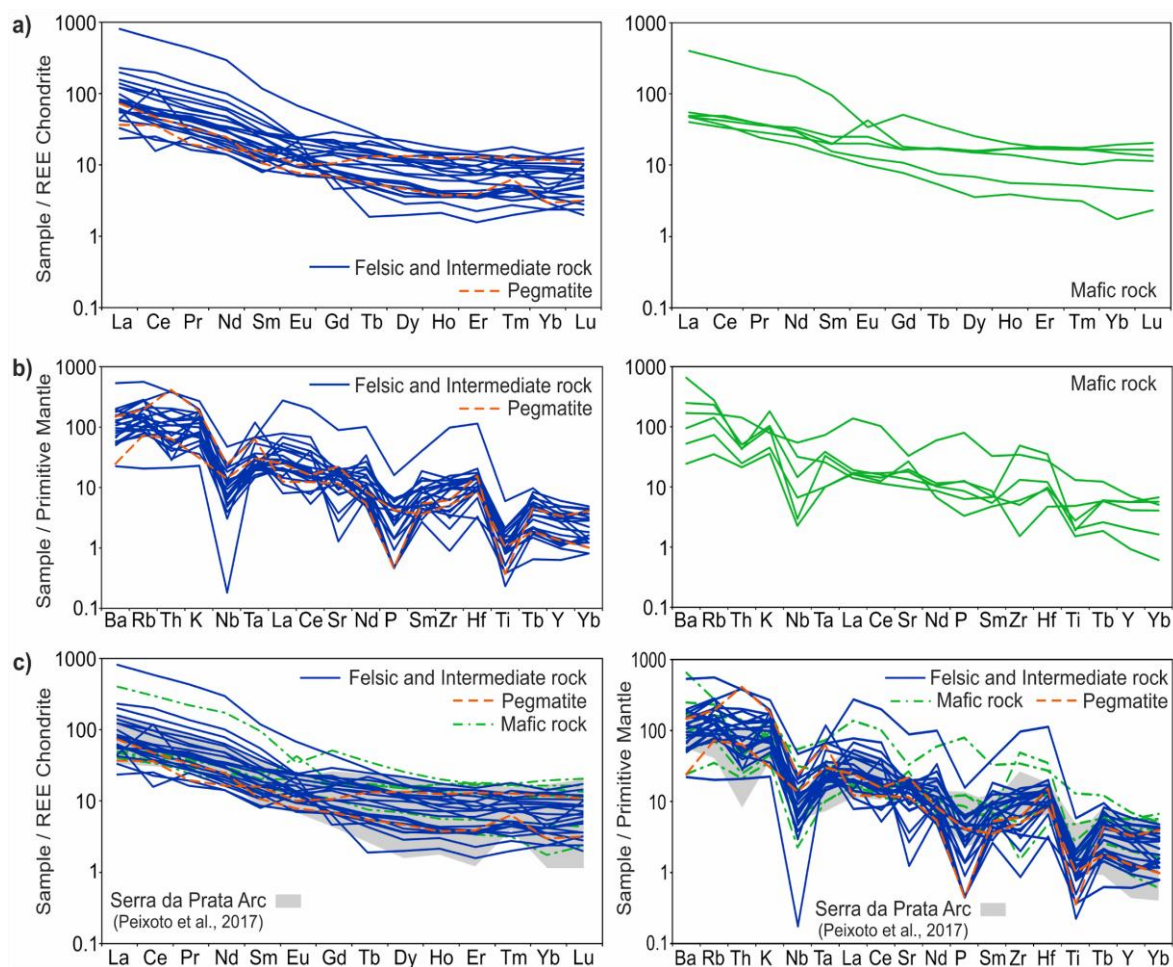 a)
1000
100
10
1
0.1
Sample / REE Chondrite
Felsic and Intermediate rock
Pegmatite
La Ce Pr Nd Sm Eu Gd Tb Dy Ho Er Tm Yb Lu
1000
100
10
1
0.1
Mafic rock
La Ce Pr Nd Sm Eu Gd Tb Dy Ho Er Tm Yb Lu
b)
1000
100
10
1
0.1
Sample / Primitive Mantle
Felsic and Intermediate rock
Pegmatite
Ba Rb Th K Nb Ta La Ce Sr Nd P Sm Zr Hf Ti Tb Y Yb
1000
100
10
1
0.1
Mafic rock
Ba Rb Th K Nb Ta La Ce Sr Nd P Sm Zr Hf Ti Tb Y Yb
c)
1000
100
10
1
0.1
Sample / REE Chondrite
Felsic and Intermediate rock
Pegmatite
Mafic rock
Serra da Prata Arc
(Peixoto et al., 2017)
La Ce Pr Nd Sm Eu Gd Tb Dy Ho Er Tm Yb Lu
1000
100
10
1
0.1
Sample / Primitive Mantle
Felsic and Intermediate rock
Mafic rock Pegmatite
Serra da Prata Arc
(Peixoto et al., 2017)
Ba Rb Th K Nb Ta La Ce Sr Nd P Sm Zr Hf Ti Tb Y Yb